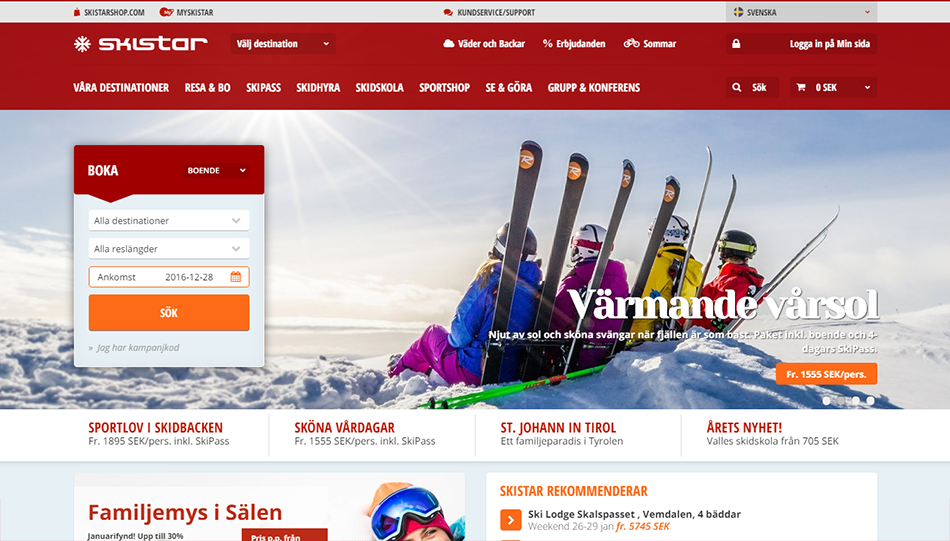 SKISTARSHOP.COM
MYSKISTAR
KUNDSERVICE/SUPPORT
SVENSKA
SKISTAR
Välj destination
Väder och Backar
% Erbjudanden
Sommar
Logga in på Min sida
VÅRA DESTINATIONER
RESA & BO
SKIPASS
SKIDHYRA
SKIDSKOLA
SPORTSHOP
SE & GÖRA
GRUPP & KONFERENS
Sök
0 SEK
BOKA
BOENDE
Alla destinationer
Alla reslängder
Ankomst 2016-12-28
SÖK
» Jag har kampanjkod
Värmande vårsol
Njut av sol och sköna svängar när fjällen är som bäst. Paket inkl. boende och 4-
dagars SkiPass.
Fr. 1555 SEK/pers.
SPORTLOV I SKIDBACKEN
Fr. 1895 SEK/pers. inkl. SkiPass
SKÖNA VÅRDAGAR
Fr. 1555 SEK/pers. inkl. SkiPass
ST. JOHANN IN TIROL
Ett familjeparadis i Tyrolen
ÅRETS NYHET!
Valles skidskola från 705 SEK
Familjemys i Sälen
Januarifynd! Upp till 30%
Pris p.p. från
SKISTAR REKOMMENDERAR
Ski Lodge Skalspasset , Vemdalen, 4 bäddar
Weekend 26-29 jan fr. 5745 SEK